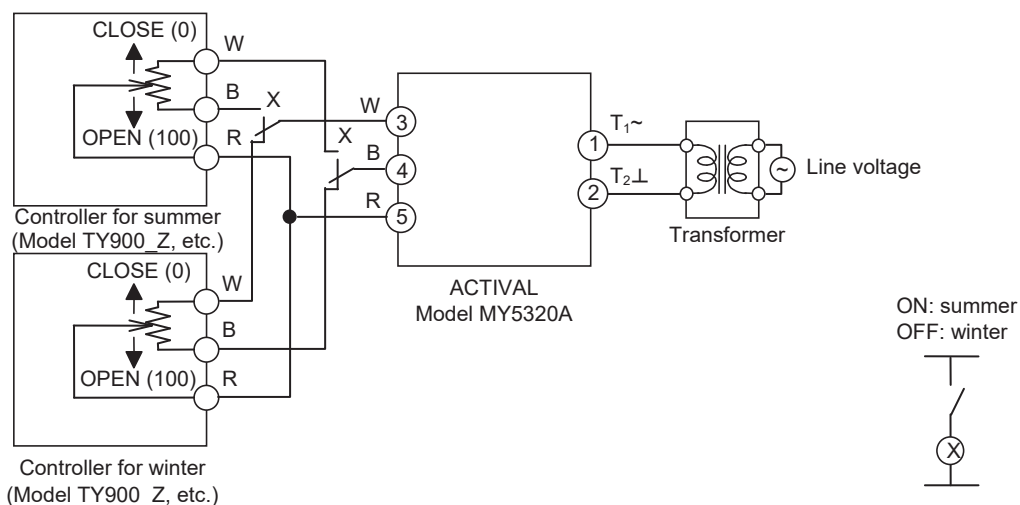 CLOSE (0)
W
B
X
OPEN (100)
R
Controller for summer
(Model TY900_Z, etc.)
CLOSE (0)
W
B
OPEN (100)
R
Controller for winter
(Model TY900_Z, etc.)
X
W
3
B
4
R
5
1
T₁~
2
T₂⊥
ACTIVAL
Model MY5320A
~
Line voltage
Transformer
ON: summer
OFF: winter
X